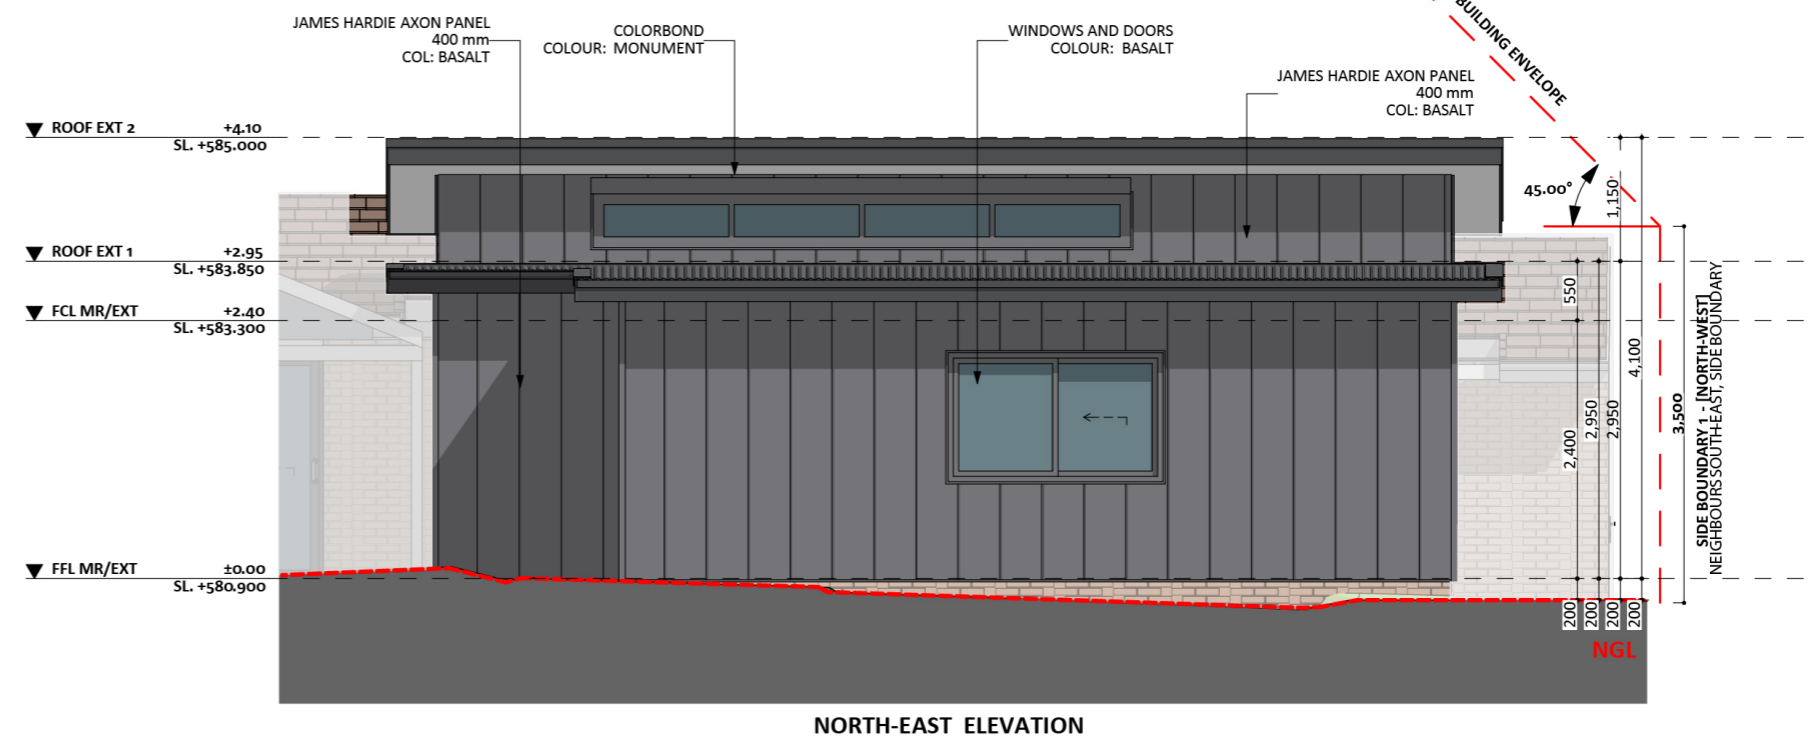 JAMES HARDIE AXON PANEL
400 mm
COL: BASALT
COLORBOND
COLOUR: MONUMENT
WINDOWS AND DOORS
COLOUR: BASALT
JAMES HARDIE AXON PANEL
400 mm
COL: BASALT
BUILDING ENVELOPE
45.00°
ROOF EXT 2 +4.10
SL. +585.000
ROOF EXT 1 +2.95
SL. +583.850
FCL MR/EXT +2.40
SL. +583.300
FFL MR/EXT ±0.00
SL. +580.900
1,150
550
4,100
2,950
2,950
2,400
3,500
200
200
200
200
SIDE BOUNDARY 1 - [NORTH-WEST]
NEIGHBOURS SOUTH-EAST, SIDE BOUNDARY
NGL
NORTH-EAST ELEVATION